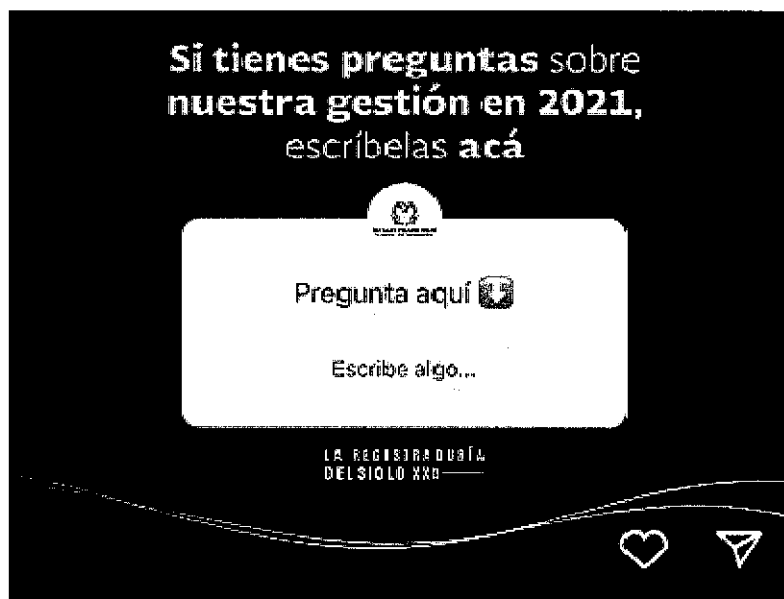 Si tienes preguntas sobre
nuestra gestión en 2021,
escríbelas acá
Pregunta aquí
Escribe algo...
LA REGISTRADURÍA
DEL SIGLO XXI